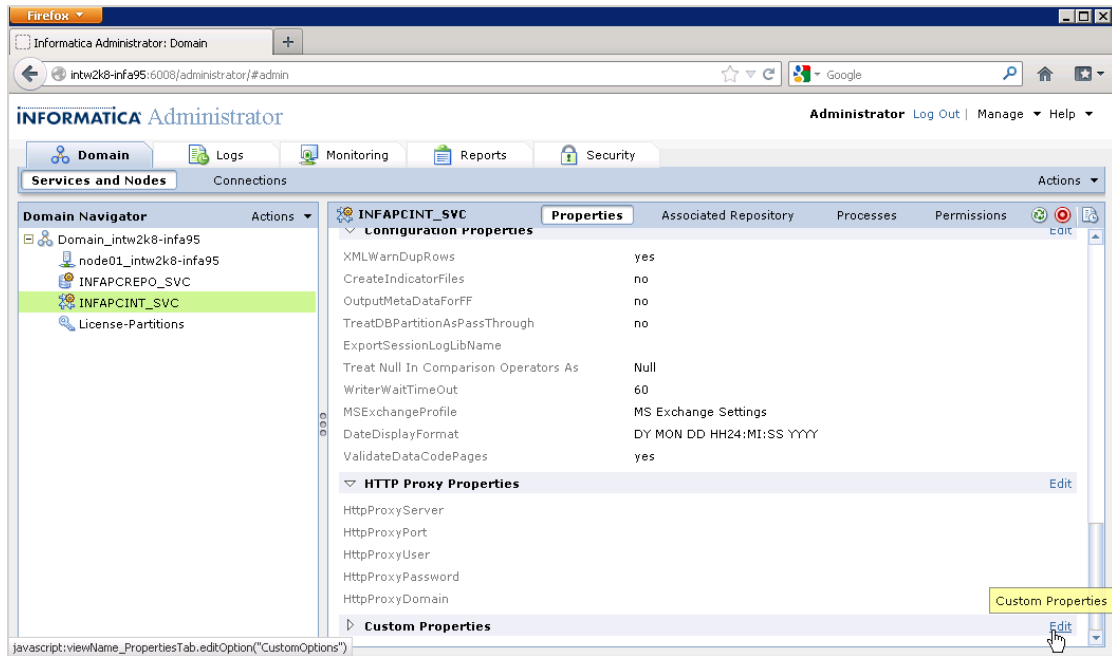 Firefox
Informatica Administrator: Domain
intw2k8-infa95:6008/administrator/#admin
Google
INFORMATICA Administrator
Administrator Log Out | Manage Help
Domain Logs Monitoring Reports Security
Services and Nodes Connections Actions
Domain Navigator Actions
Domain_intw2k8-infa95
node01_intw2k8-infa95
INFAPCREPO_SVC
INFAPCINT_SVC
License-Partitions
INFAPCINT_SVC Properties Associated Repository Processes Permissions
Configuration Properties Edit
XMLWarnDupRows yes
CreateIndicatorFiles no
OutputMetaDataForFF no
TreatDBPartitionAsPassThrough no
ExportSessionLogLibName
Treat Null In Comparison Operators As Null
WriterWaitTimeOut 60
MSExchangeProfile MS Exchange Settings
DateDisplayFormat DY MON DD HH24:MI:SS YYYY
ValidateDataCodePages yes
HTTP Proxy Properties Edit
HttpProxyServer
HttpProxyPort
HttpProxyUser
HttpProxyPassword
HttpProxyDomain
Custom Properties
Custom Properties Edit
javascript:viewName_PropertiesTab.editOption("CustomOptions")